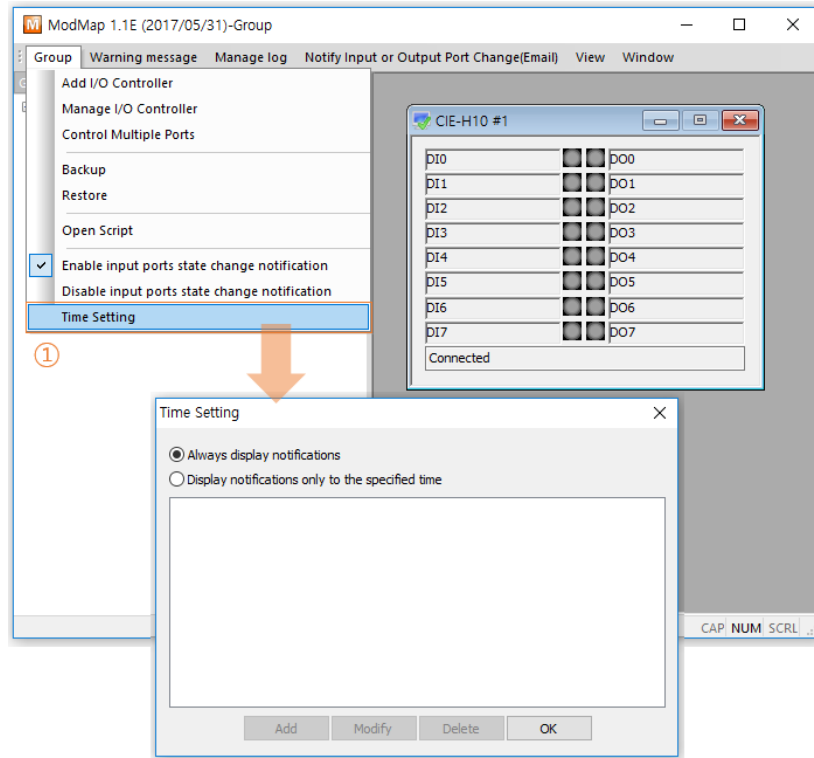 ModMap 1.1E (2017/05/31)-Group
Group Warning message Manage log Notify Input or Output Port Change(Email) View Window
Add I/O Controller
Manage I/O Controller
Control Multiple Ports
Backup
Restore
Open Script
Enable input ports state change notification
Disable input ports state change notification
Time Setting
①
CIE-H10 #1
DI0 DO0
DI1 DO1
DI2 DO2
DI3 DO3
DI4 DO4
DI5 DO5
DI6 DO6
DI7 DO7
Connected
Time Setting
Always display notifications
Display notifications only to the specified time
Add Modify Delete OK
CAP NUM SCRL